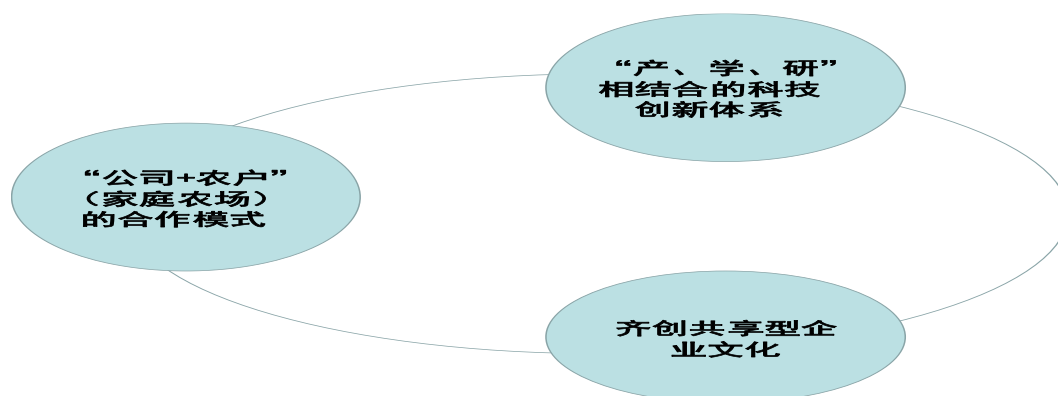 “产、学、研”
相结合的科技
创新体系
“公司+农户”
（家庭农场）
的合作模式
齐创共享型企
业文化